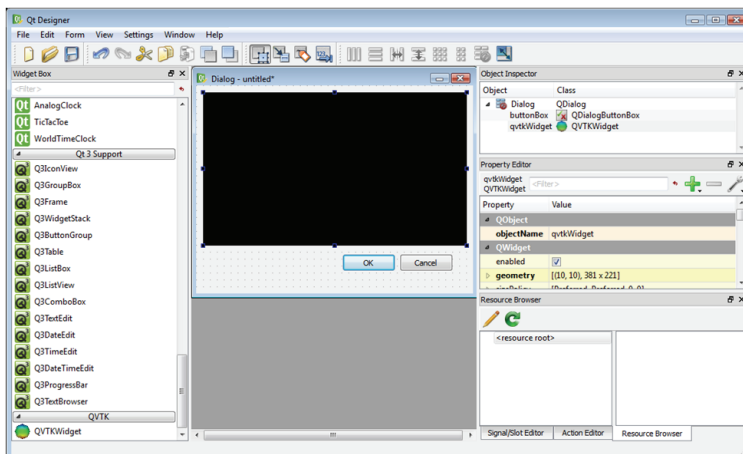 Qt Designer
File Edit Form View Settings Window Help
Widget Box
<Filter>
AnalogClock
TicTacToe
WorldTimeClock
Qt 3 Support
Q3IconView
Q3GroupBox
Q3Frame
Q3WidgetStack
Q3ButtonGroup
Q3Table
Q3ListBox
Q3ListView
Q3ComboBox
Q3TextEdit
Q3DateEdit
Q3TimeEdit
Q3DateTimeEdit
Q3ProgressBar
Q3TextBrowser
QVTK
QVTKWidget
Dialog - untitled*
OK Cancel
Object Inspector
Object Class
Dialog QDialog
buttonBox QDialogButtonBox
qvtkWidget QVTKWidget
Property Editor
qvtkWidget
QVTKWidget
<Filter>
Property Value
QObject
objectName qvtkWidget
QWidget
enabled
geometry [(10, 10), 381 x 221]
Resource Browser
<resource root>
Signal/Slot Editor Action Editor Resource Browser